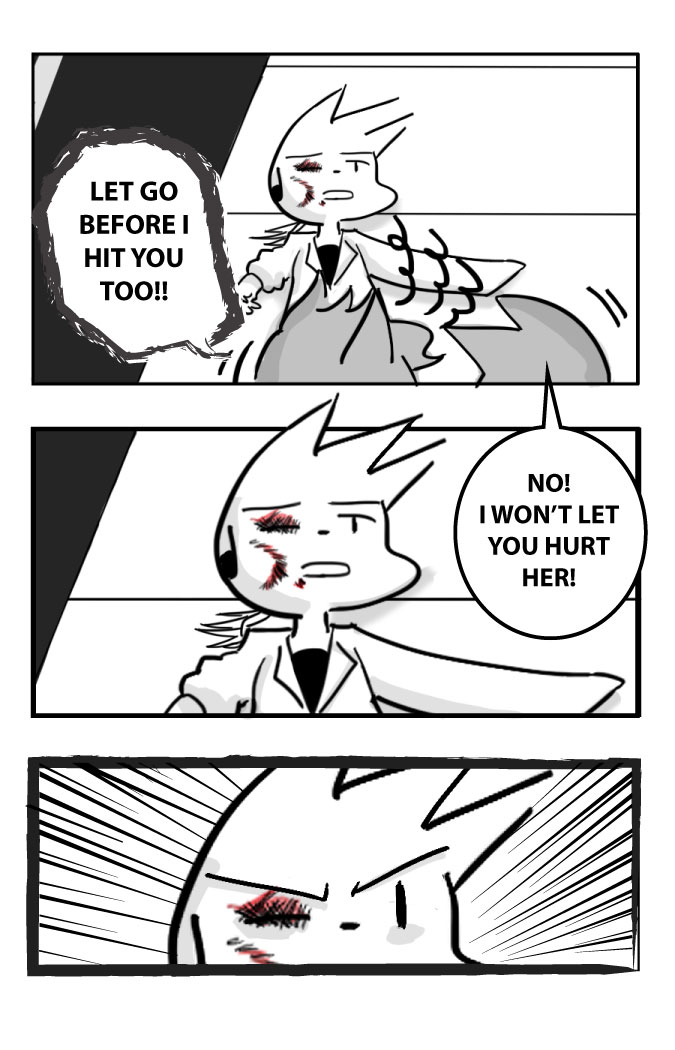 LET GO
BEFORE I
HIT YOU
TOO!!
NO!
I WON'T LET
YOU HURT
HER!